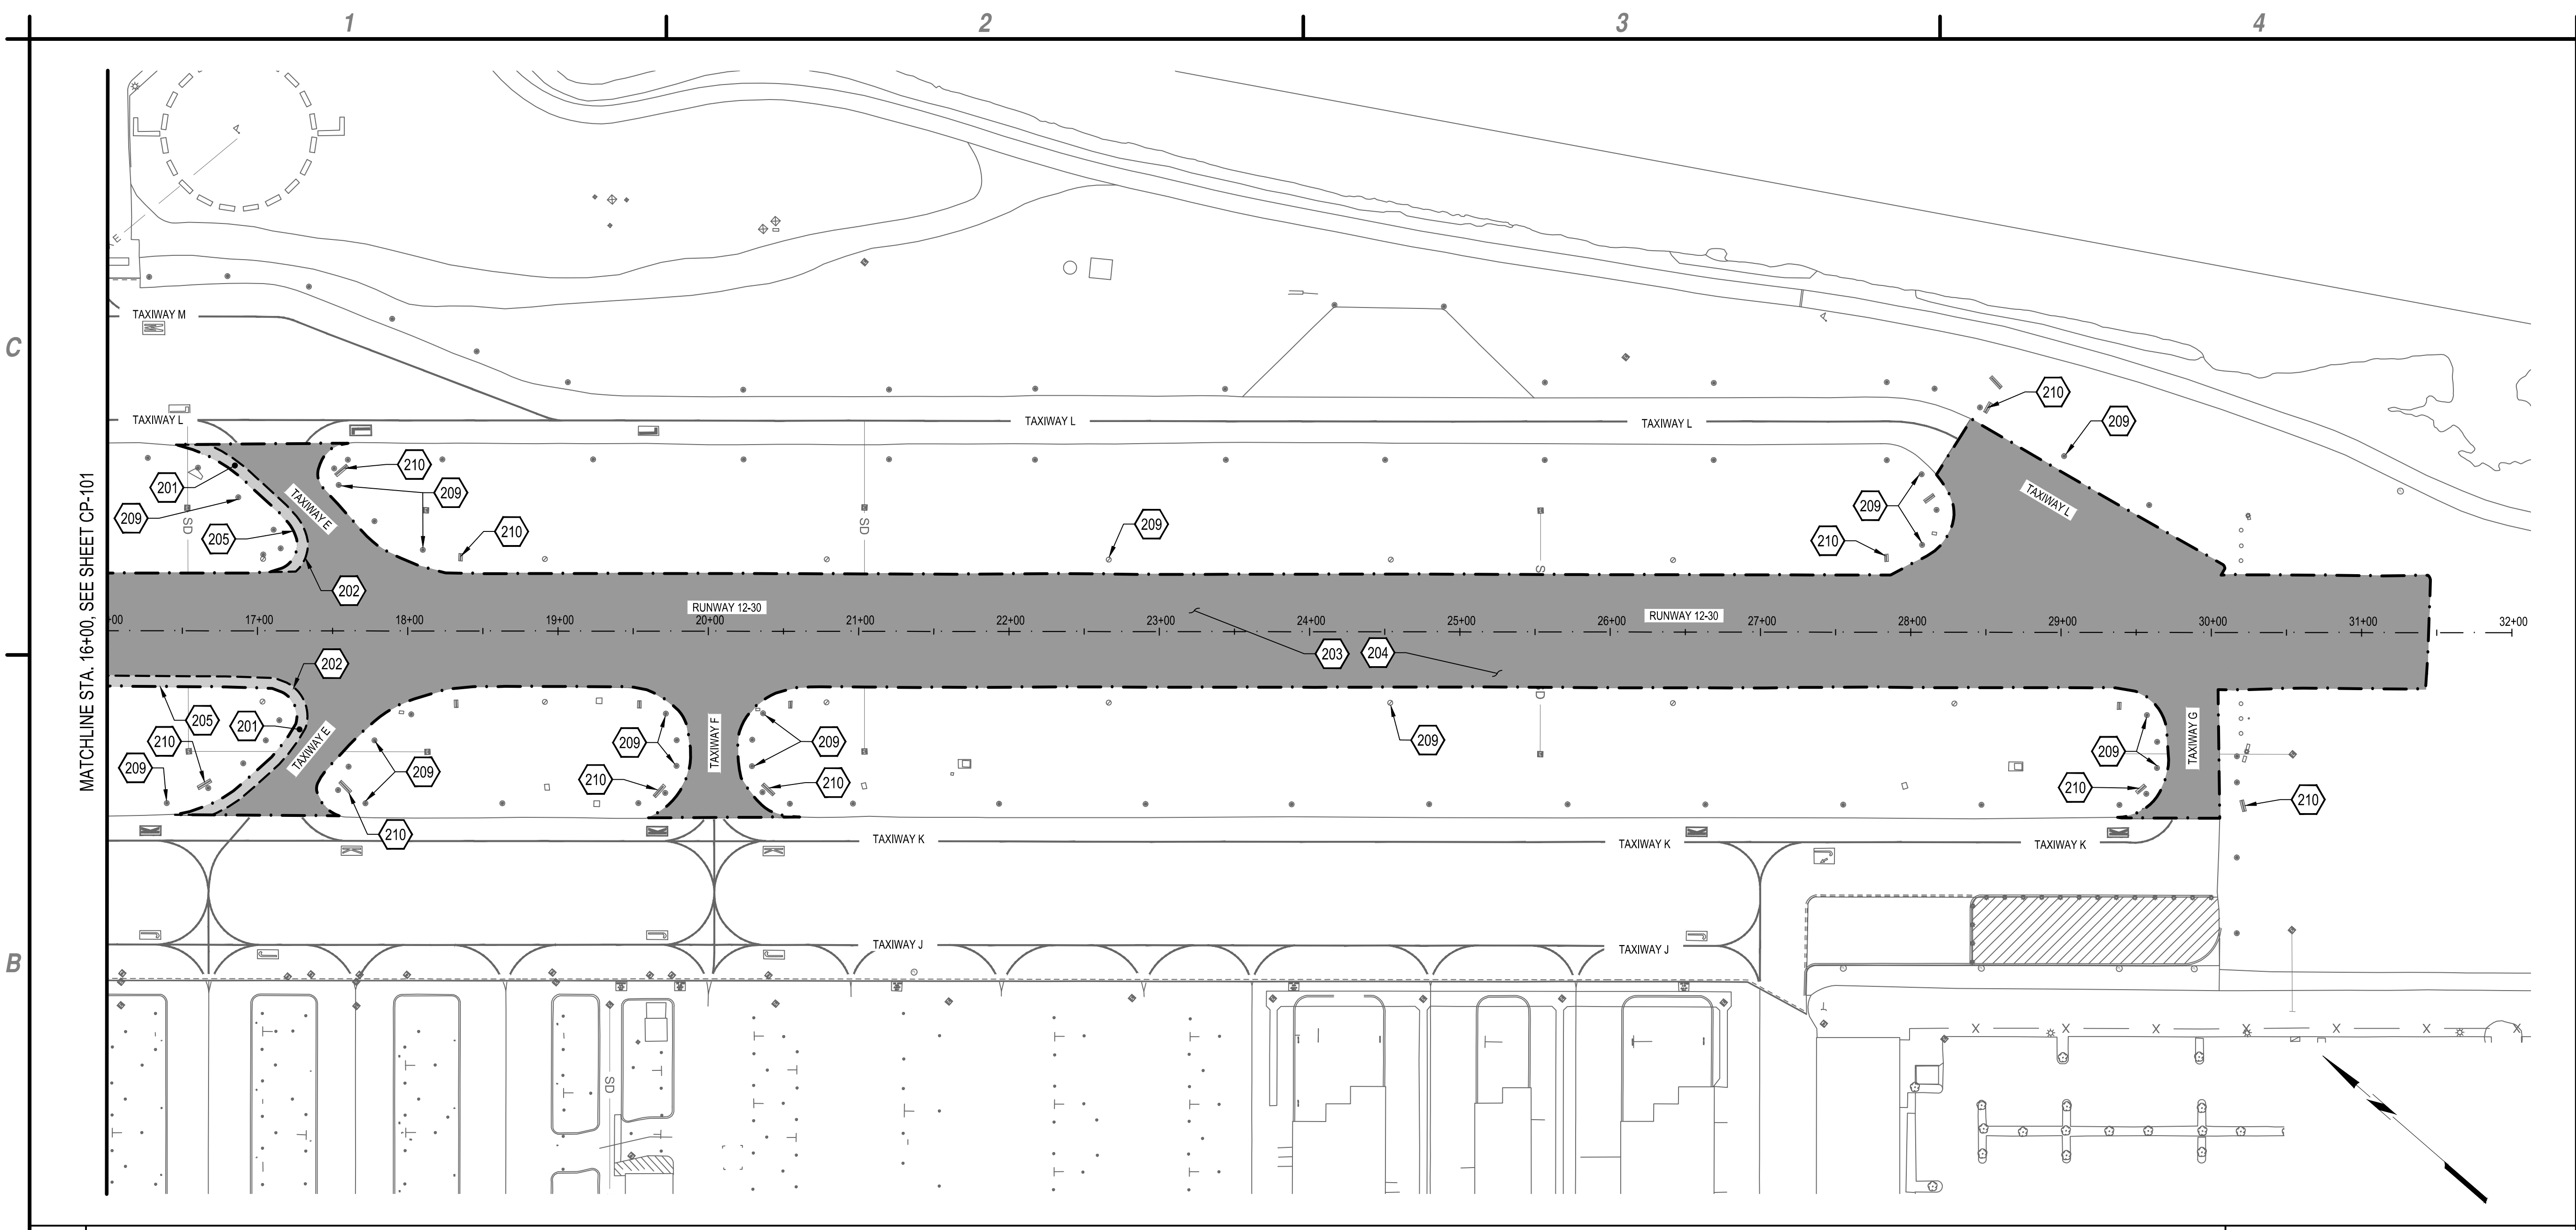 1
2
3
4
C
B
MATCHLINE STA. 16+00, SEE SHEET CP-101
A
E
TAXIWAY M
A
TAXIWAY L
TAXIWAY L
TAXIWAY L
210
209
201
210
209
209
SD
205
TAXIWAY E
210
SD
209
S
209
210
TAXIWAY L
202
RUNWAY 12-30
RUNWAY 12-30
+00
17+00
18+00
19+00
20+00
21+00
22+00
23+00
24+00
25+00
26+00
27+00
28+00
29+00
30+00
31+00
32+00
203
204
202
205
201
210
209
TAXIWAY E
209
210
209
210
TAXIWAY F
209
210
209
D
209
210
TAXIWAY G
210
TAXIWAY K
TAXIWAY K
TAXIWAY K
TAXIWAY J
TAXIWAY J
X X X X X X X
SD